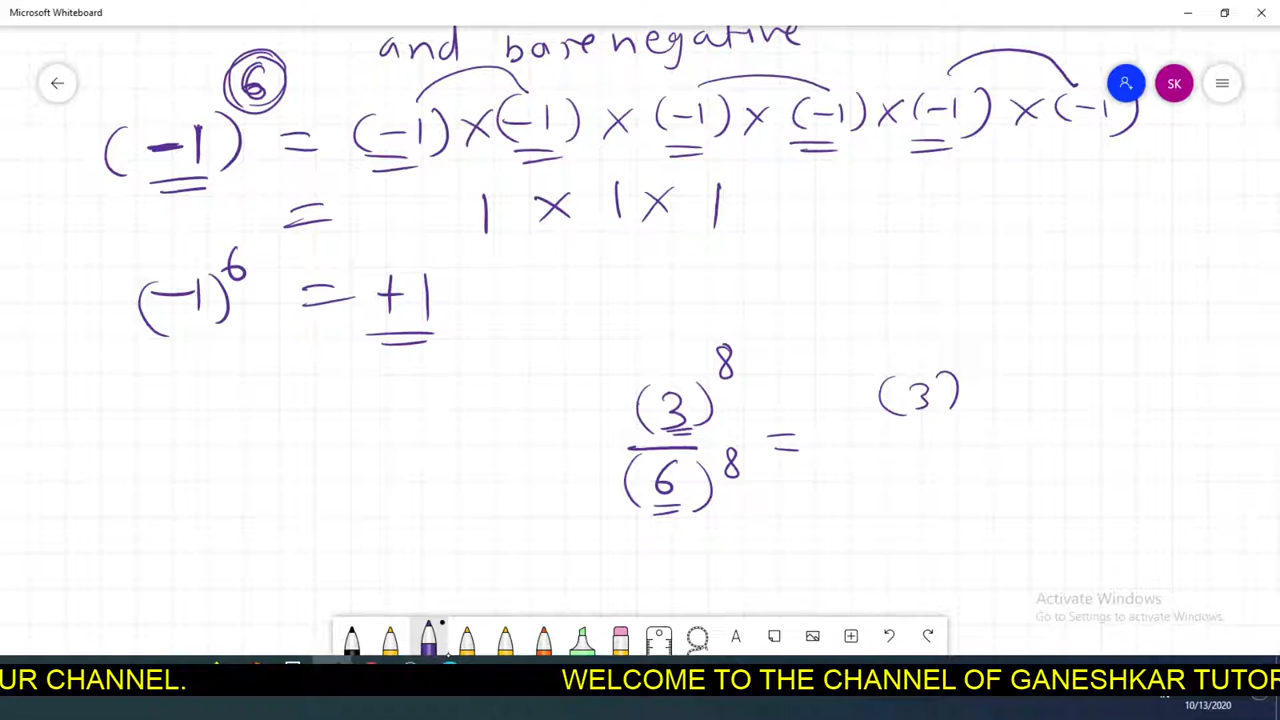 Microsoft Whiteboard
and base negative
(-1)^6 = (-1) × (-1) × (-1) × (-1) × (-1) × (-1)
= 1 × 1 × 1
(-1)^6 = +1
(3)^8 / (6)^8 = (3)
SK
A
Activate Windows
Go to Settings to activate Windows.
UR CHANNEL. WELCOME TO THE CHANNEL OF GANESHKAR TUTOR
10/13/2020